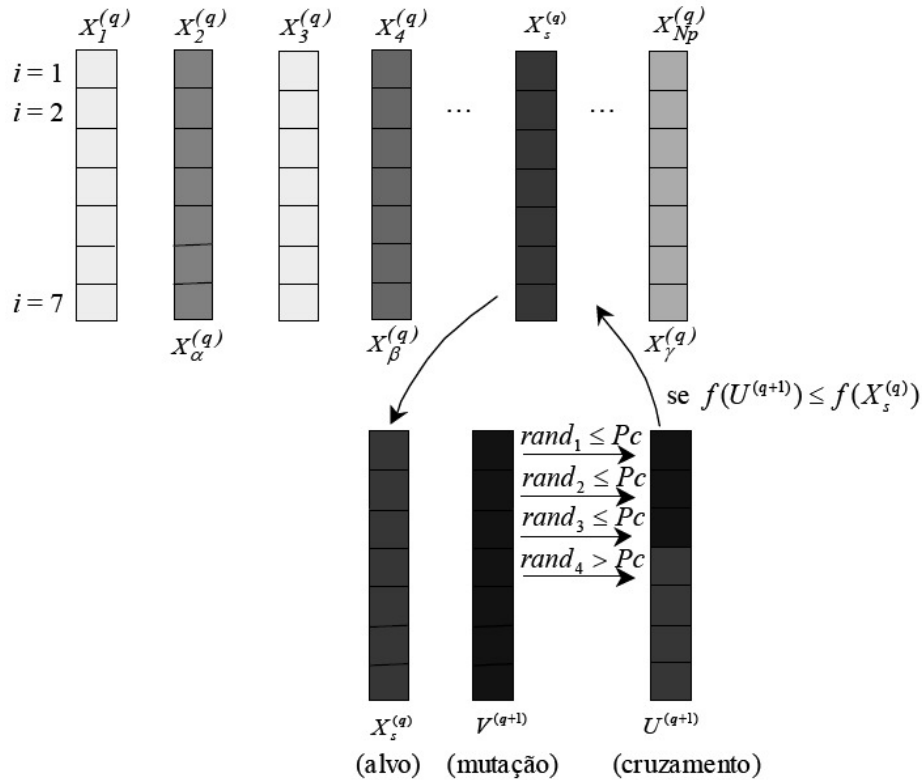 X_1^{(q)} X_2^{(q)} X_3^{(q)} X_4^{(q)} X_s^{(q)} X_{Np}^{(q)}
i = 1
i = 2 ... ...
i = 7
X_α^{(q)} X_β^{(q)} X_γ^{(q)}
se f(U^{(q+1)}) ≤ f(X_s^{(q)})
rand_1 ≤ Pc
rand_2 ≤ Pc
rand_3 ≤ Pc
rand_4 > Pc
X_s^{(q)} V^{(q+1)} U^{(q+1)}
(alvo) (mutação) (cruzamento)